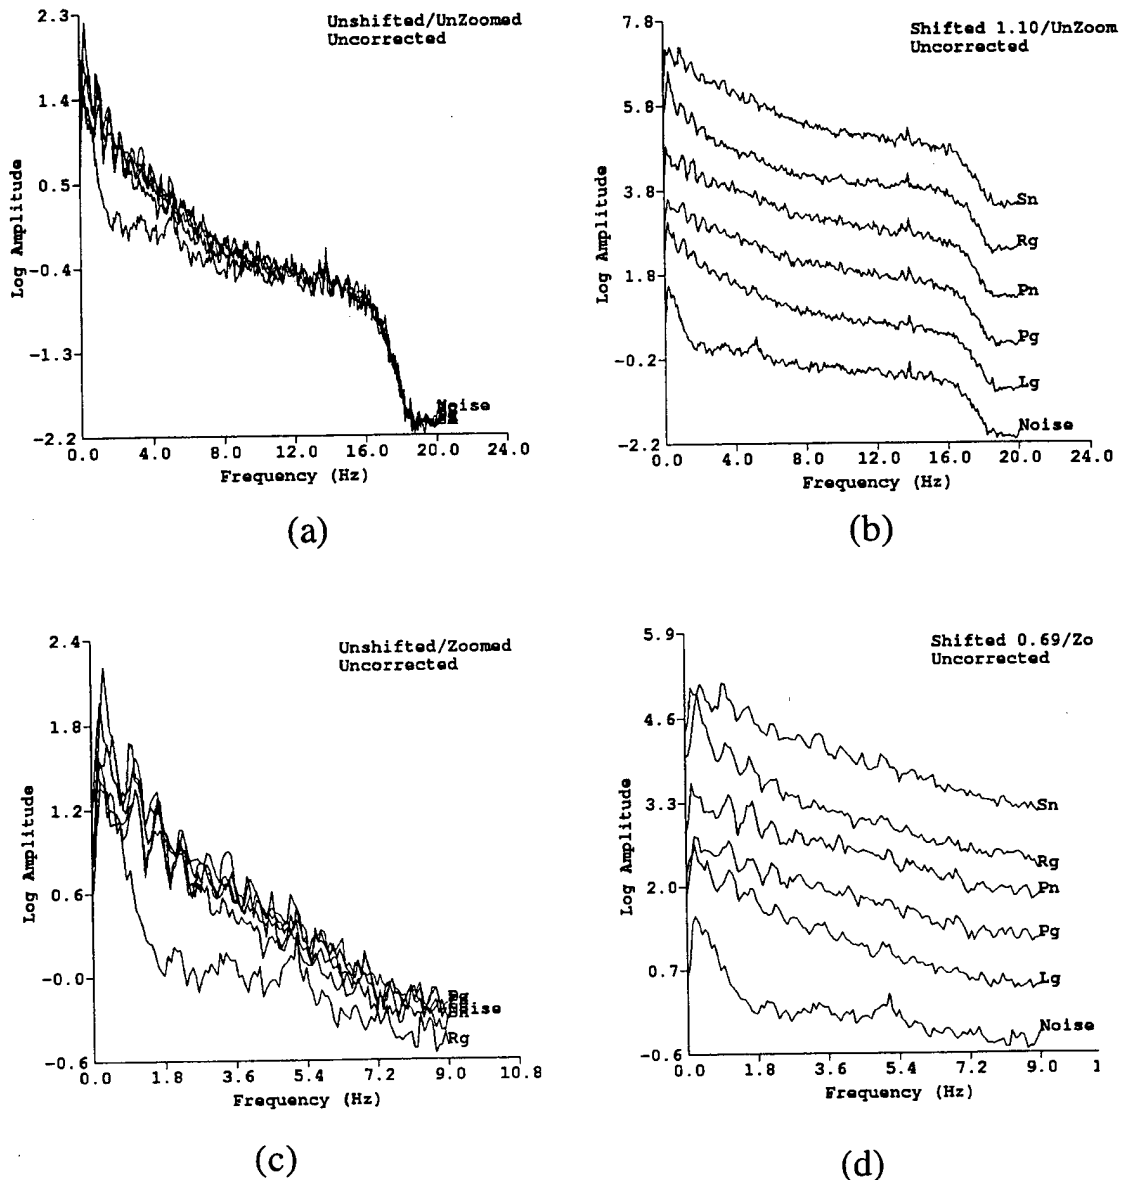 Unshifted/UnZoomed
Uncorrected
2.3
1.4
0.5
-0.4
-1.3
-2.2
Log Amplitude
0.0 4.0 8.0 12.0 16.0 20.0 24.0
Frequency (Hz)
Noise
(a)
Shifted 1.10/UnZoom
Uncorrected
7.8
5.8
3.8
1.8
-0.2
-2.2
Log Amplitude
Sn
Rg
Pn
Pg
Lg
Noise
0.0 4.0 8.0 12.0 16.0 20.0 24.0
Frequency (Hz)
(b)
Unshifted/Zoomed
Uncorrected
2.4
1.8
1.2
0.6
-0.0
-0.6
Log Amplitude
Noise
Rg
0.0 1.8 3.6 5.4 7.2 9.0 10.8
Frequency (Hz)
(c)
Shifted 0.69/Zo
Uncorrected
5.9
4.6
3.3
2.0
0.7
-0.6
Log Amplitude
Sn
Rg
Pn
Pg
Lg
Noise
0.0 1.8 3.6 5.4 7.2 9.0 1
Frequency (Hz)
(d)